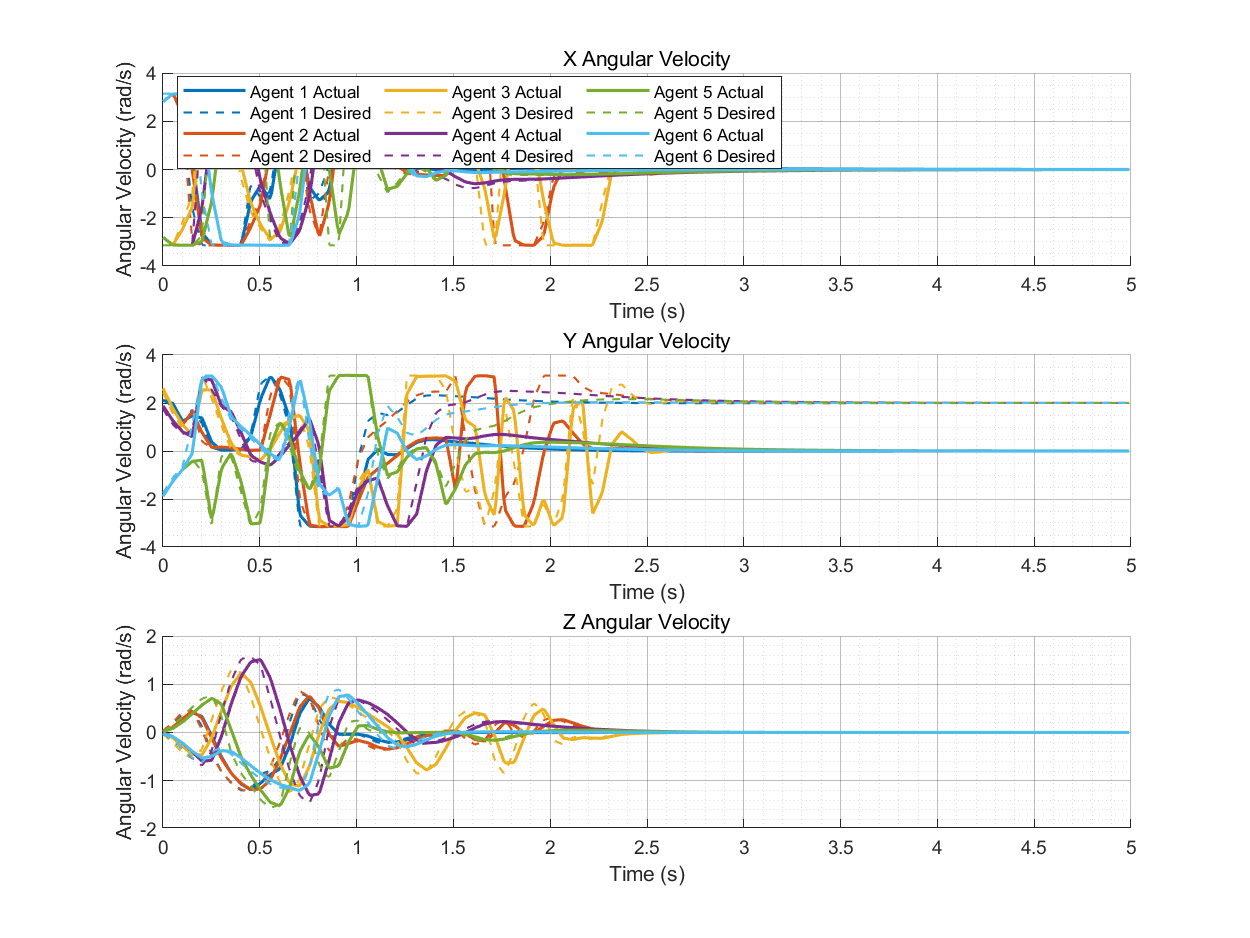 X Angular Velocity
Angular Velocity (rad/s)
4
2
0
-2
-4
Agent 1 Actual Agent 3 Actual Agent 5 Actual
Agent 1 Desired Agent 3 Desired Agent 5 Desired
Agent 2 Actual Agent 4 Actual Agent 6 Actual
Agent 2 Desired Agent 4 Desired Agent 6 Desired
0 0.5 1 1.5 2 2.5 3 3.5 4 4.5 5
Time (s)
Y Angular Velocity
Angular Velocity (rad/s)
4
2
0
-2
-4
0 0.5 1 1.5 2 2.5 3 3.5 4 4.5 5
Time (s)
Z Angular Velocity
Angular Velocity (rad/s)
2
1
0
-1
-2
0 0.5 1 1.5 2 2.5 3 3.5 4 4.5 5
Time (s)